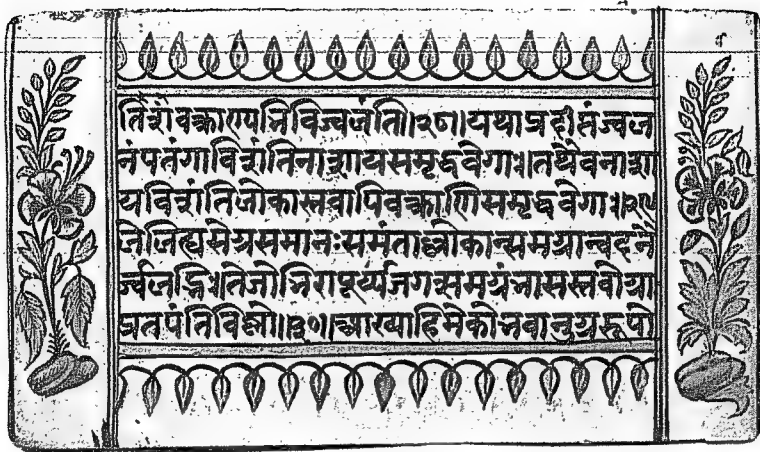 वक्त्राण्यभिविज्वलंति॥२८॥यथाप्रदीप्तंज्वल
नंपतंगाविशंतिनाशायसमृद्धवेगाः।तथैवनाशा
यविशंतिलोकास्तवापिवक्त्राणिसमृद्धवेगाः॥२९
लेलिह्यसेग्रसमानःसमंताल्लोकान्समग्रान्वदनै
र्ज्वलद्भिः।तेजोभिरापूर्य्यजगत्समग्रंभासस्तवोग्रा
प्रतपंतिविष्णो॥३०॥आख्याहिमेकोभवानुग्ररूपो